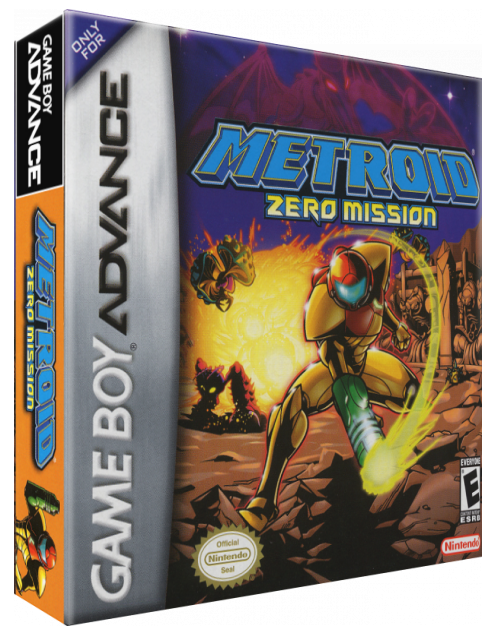 GAME BOY
ADVANCE
METROID
ZERO MISSION
ONLY
FOR
GAME BOY ADVANCE
METROID
ZERO MISSION
Official
Nintendo
Seal
EVERYONE
E
ESRB
Nintendo